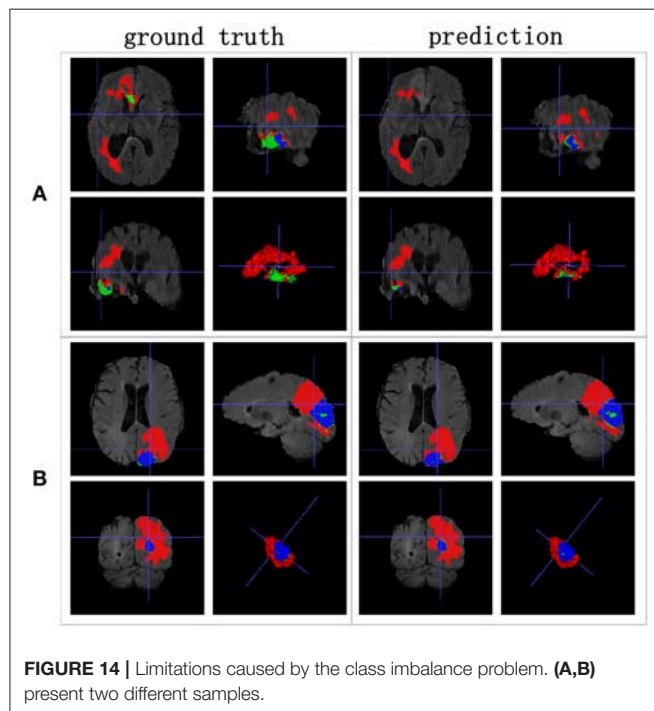 ground truth prediction
A
B
FIGURE 14 | Limitations caused by the class imbalance problem. (A,B)
present two different samples.